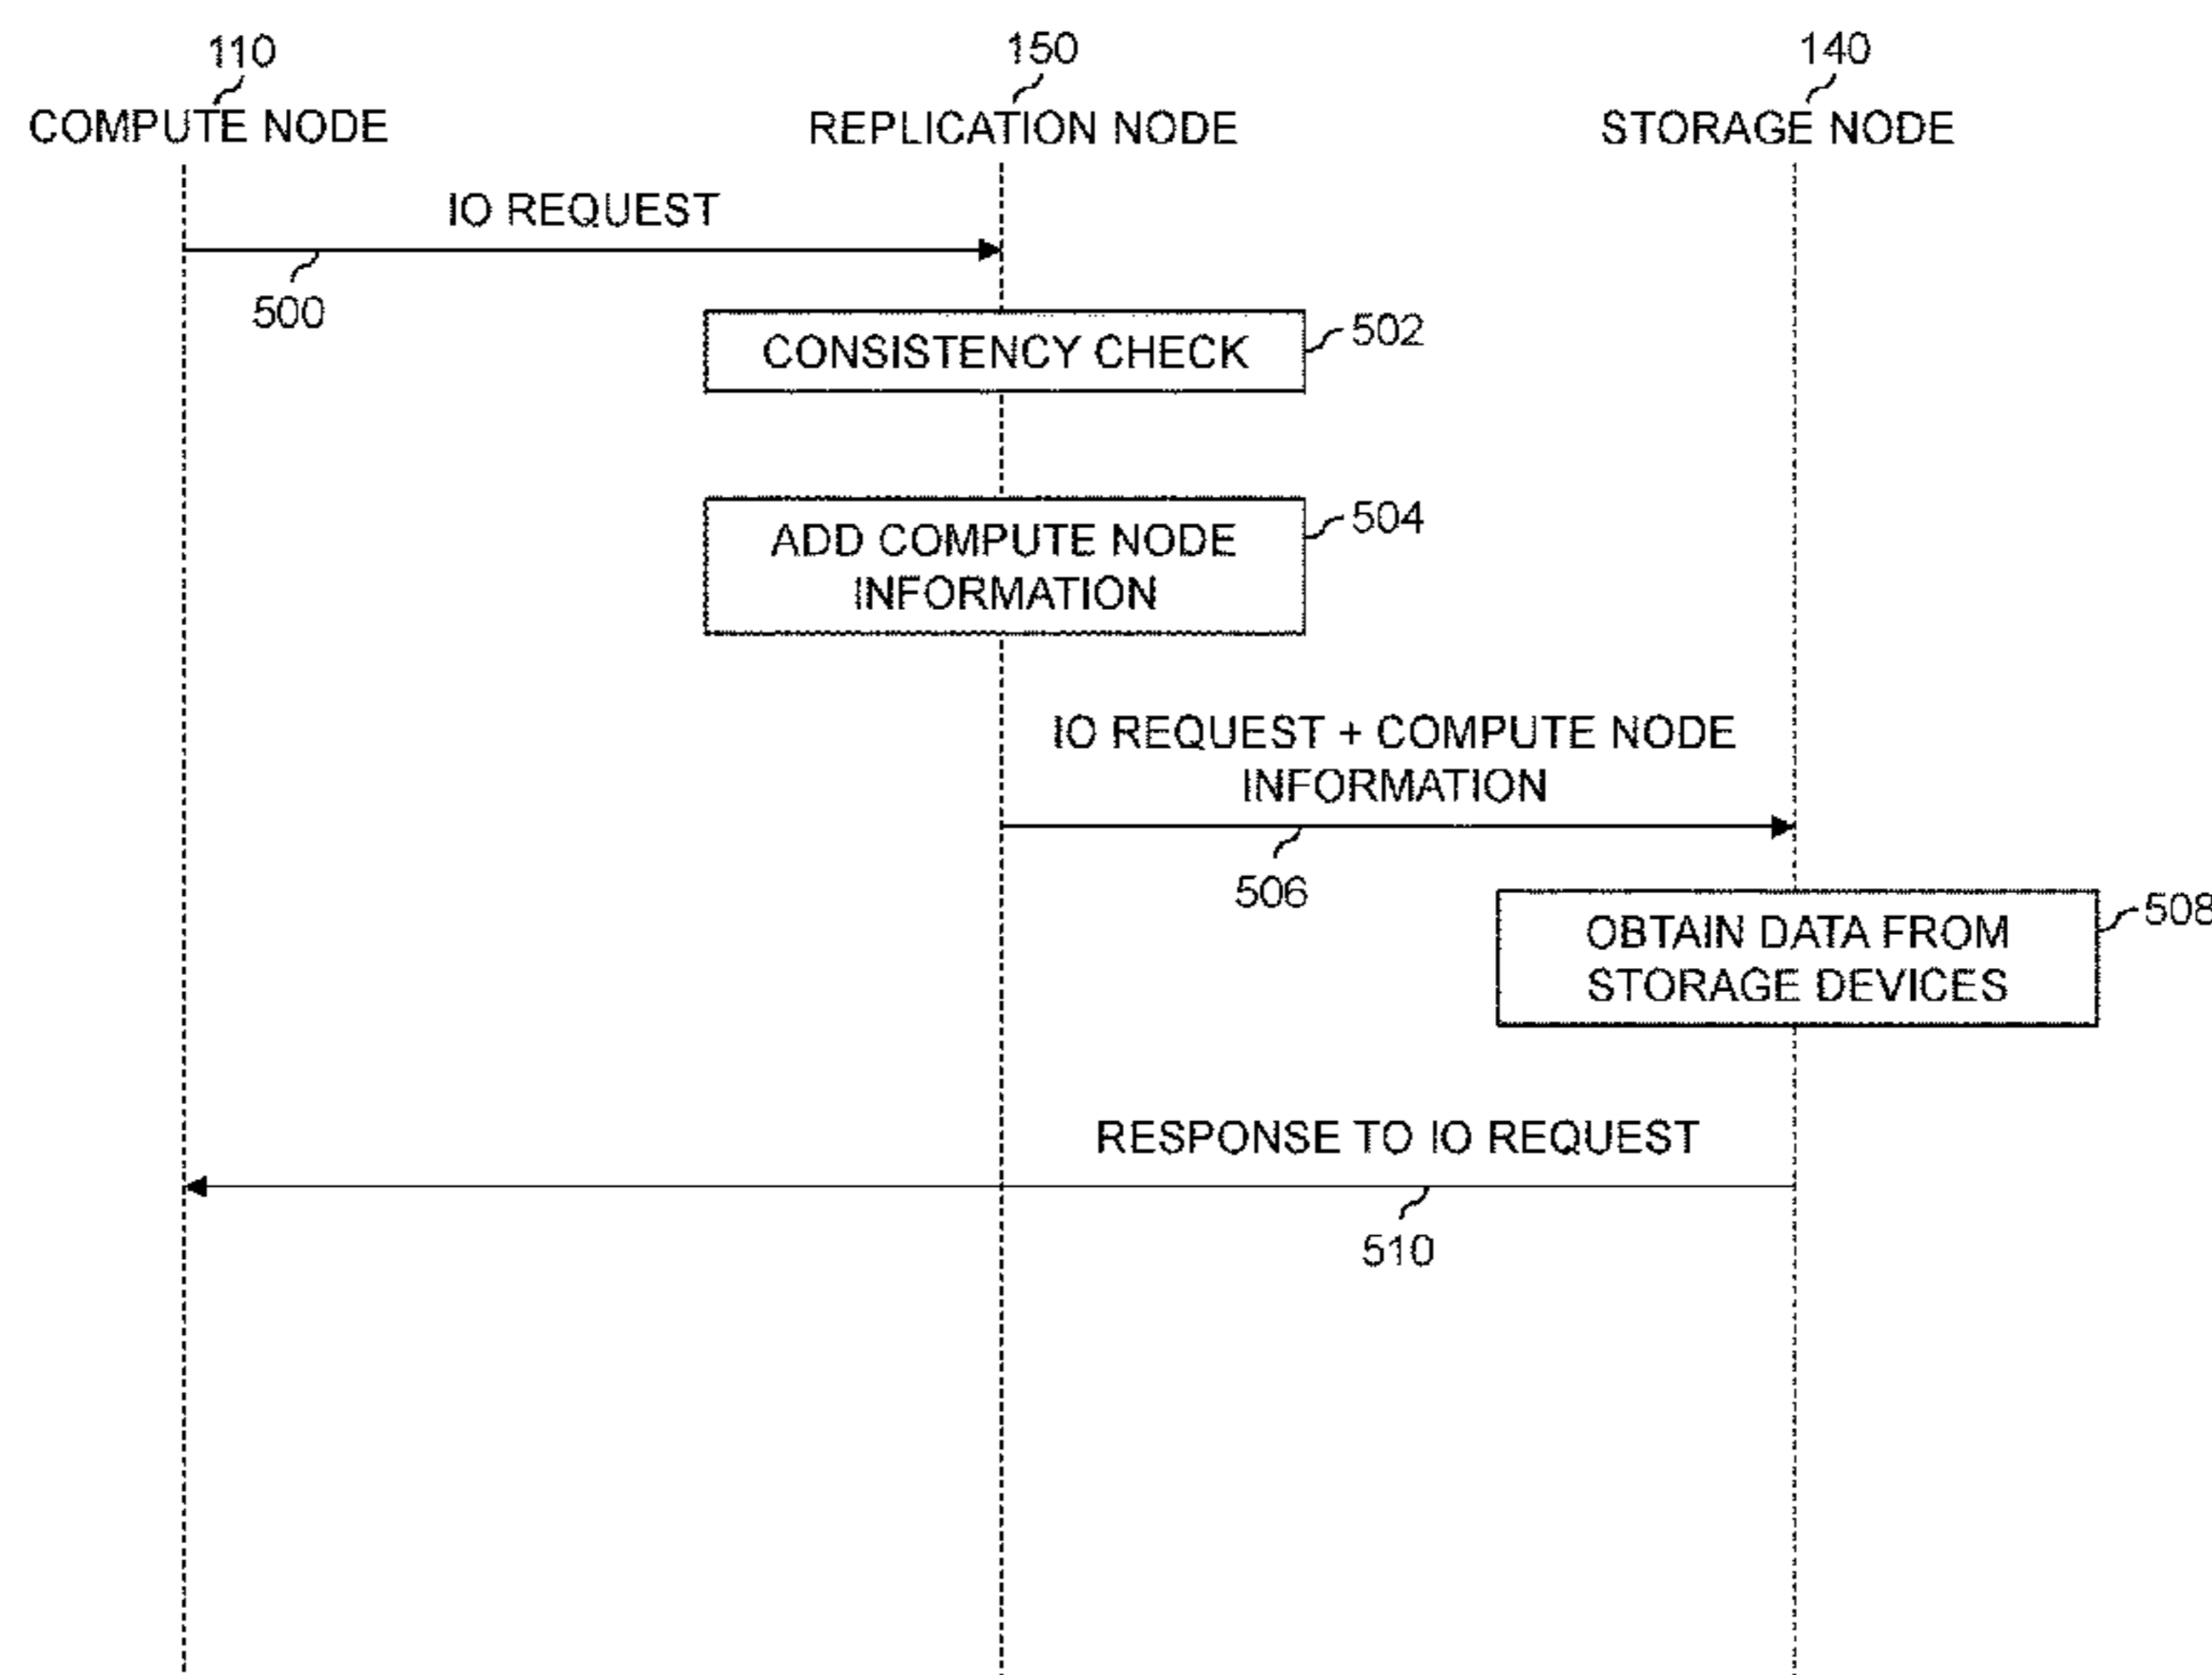 110
150
140
COMPUTE NODE
REPLICATION NODE
STORAGE NODE
IO REQUEST
500
CONSISTENCY CHECK
502
ADD COMPUTE NODE
INFORMATION
504
IO REQUEST + COMPUTE NODE
INFORMATION
506
OBTAIN DATA FROM
STORAGE DEVICES
508
RESPONSE TO IO REQUEST
510